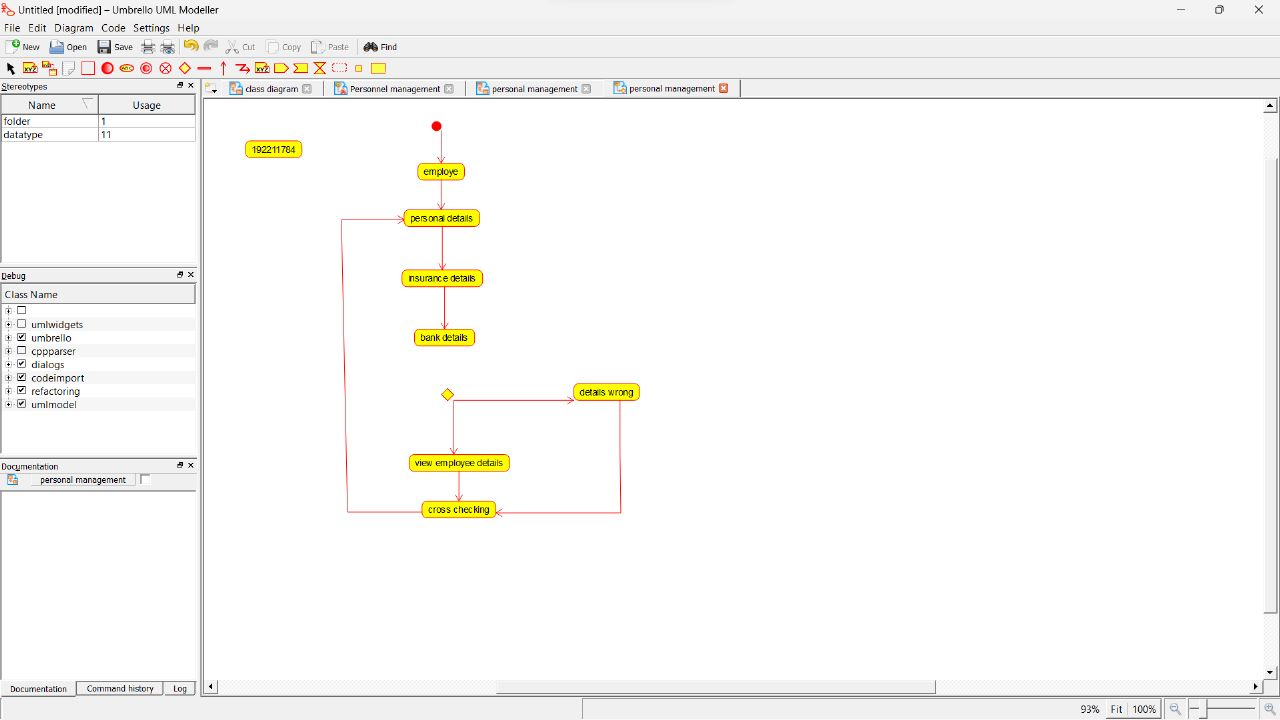 Untitled [modified] – Umbrello UML Modeller
File Edit Diagram Code Settings Help
New Open Save Cut Copy Paste Find
Stereotypes
Name Usage
folder 1
datatype 11
Debug
Class Name
umlwidgets
umbrello
cppparser
dialogs
codeimport
refactoring
umlmodel
Documentation
personal management
Documentation Command history Log
class diagram Personnel management personal management personal management
192211784
employe
personal details
insurance details
bank details
details wrong
view employee details
cross checking
93% Fit 100%